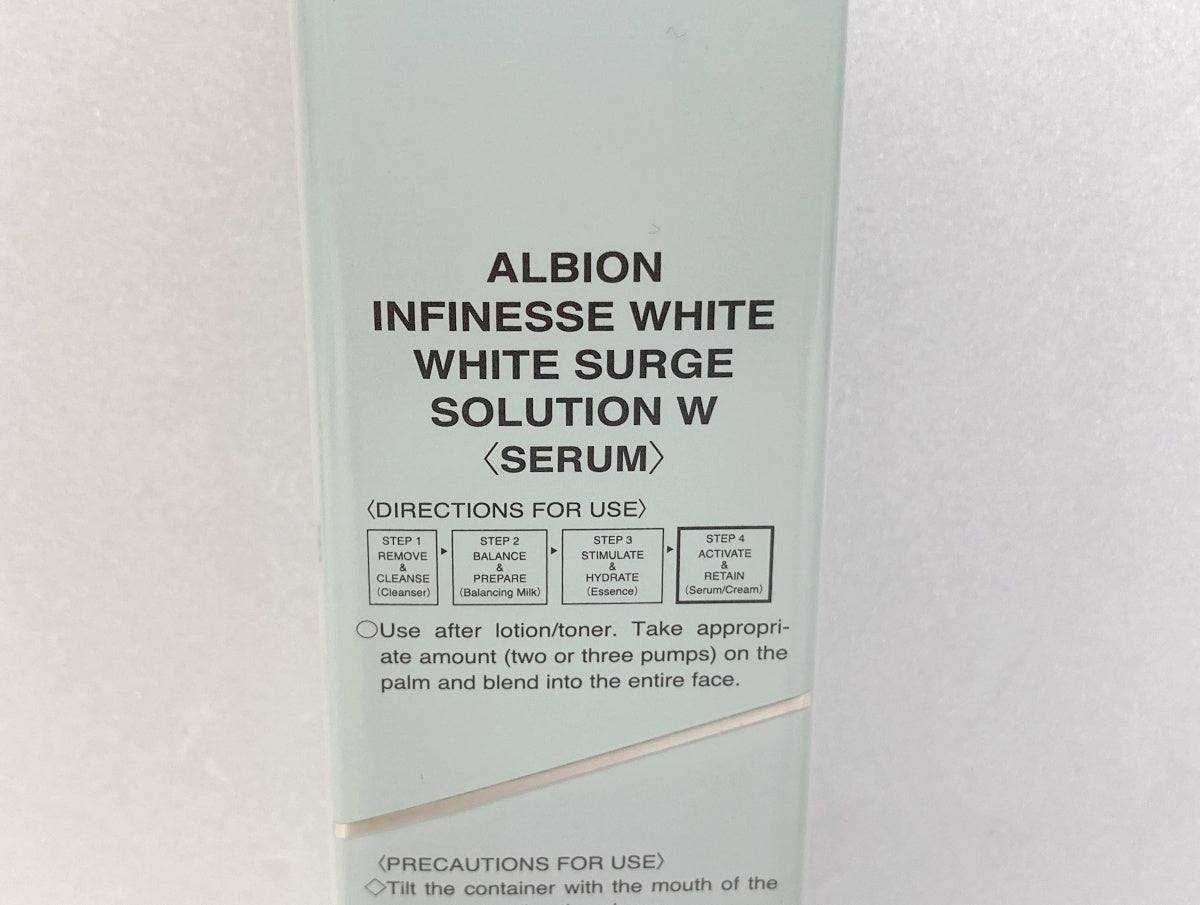 ALBION
INFINESSE WHITE
WHITE SURGE
SOLUTION W
〈SERUM〉
〈DIRECTIONS FOR USE〉
STEP 1
REMOVE
&
CLEANSE
(Cleanser)
STEP 2
BALANCE
&
PREPARE
(Balancing Milk)
STEP 3
STIMULATE
&
HYDRATE
(Essence)
STEP 4
ACTIVATE
&
RETAIN
(Serum/Cream)
○Use after lotion/toner. Take appropri-
ate amount (two or three pumps) on the
palm and blend into the entire face.
〈PRECAUTIONS FOR USE〉
◇Tilt the container with the mouth of the